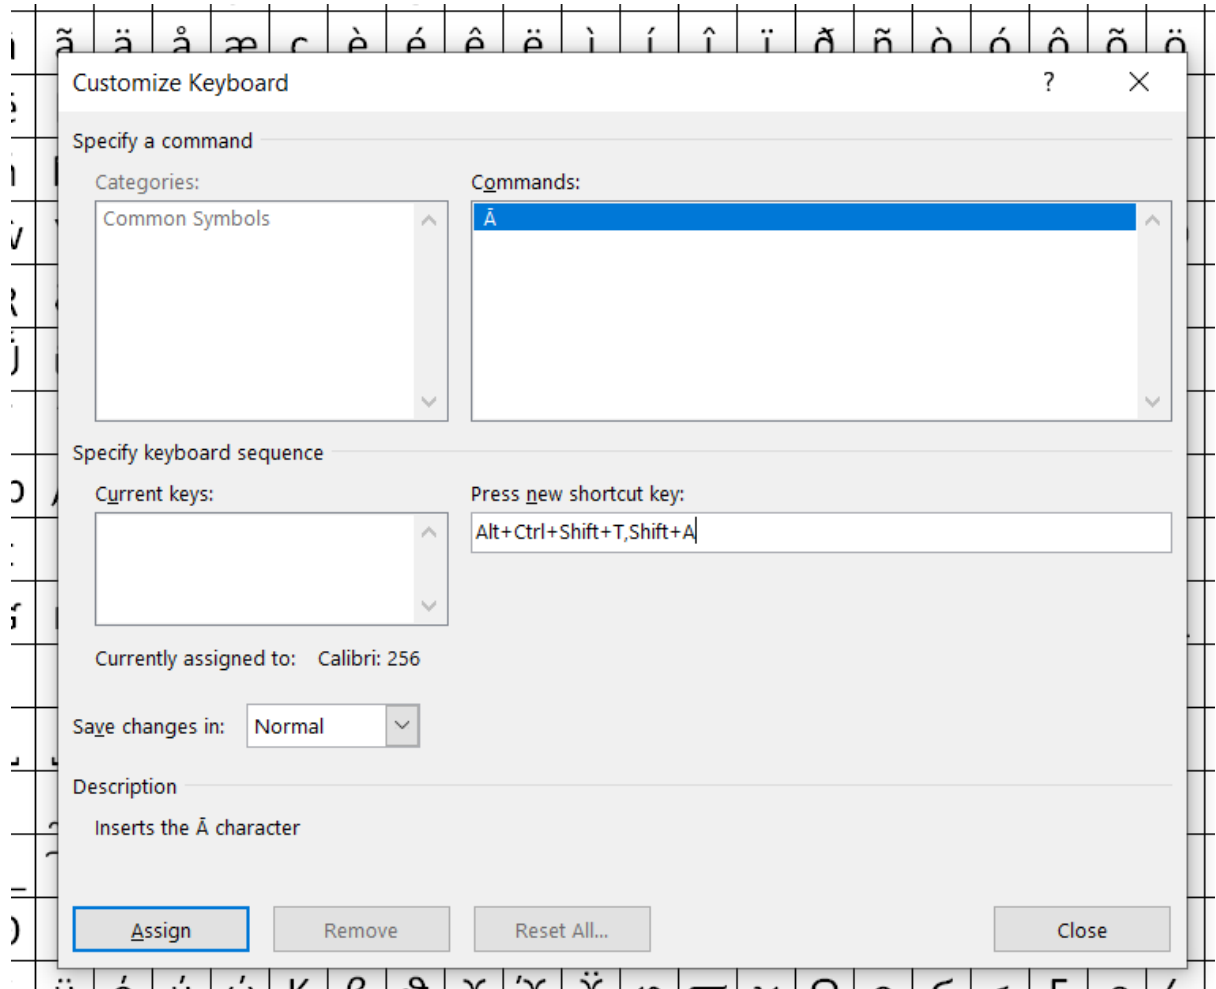 ã ä å æ ç è é ê ë ì í î ï ð ñ ò ó ô õ ö
Customize Keyboard ?
Specify a command
Categories: Commands:
Common Symbols Ā
Specify keyboard sequence
Current keys: Press new shortcut key:
Alt+Ctrl+Shift+T,Shift+A
Currently assigned to: Calibri: 256
Save changes in: Normal
Description
Inserts the Ā character
Assign Remove Reset All... Close